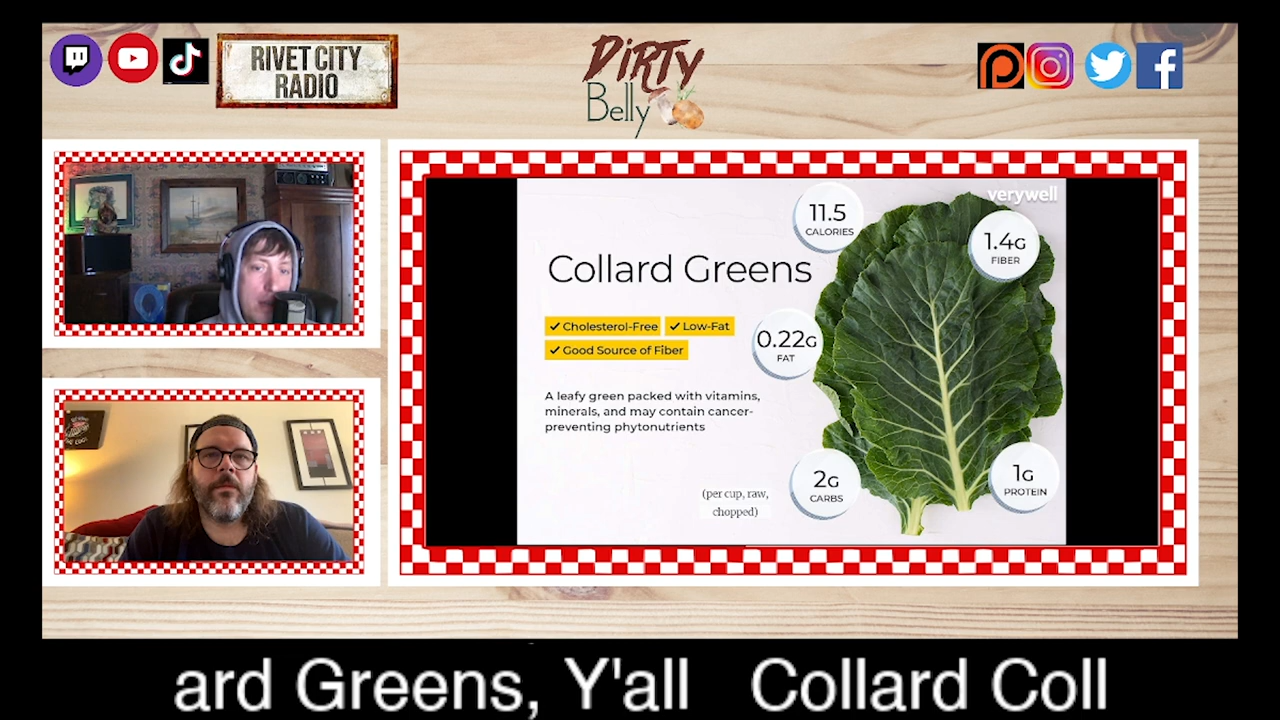 RIVET CITY
RADIO
DiRTy
Belly
verywell
11.5
CALORIES
1.4G
FIBER
Collard Greens
Cholesterol-Free
Low-Fat
Good Source of Fiber
0.22G
FAT
A leafy green packed with vitamins,
minerals, and may contain cancer-
preventing phytonutrients
2G
CARBS
(per cup, raw,
chopped)
1G
PROTEIN
ard Greens, Y'all Collard Coll